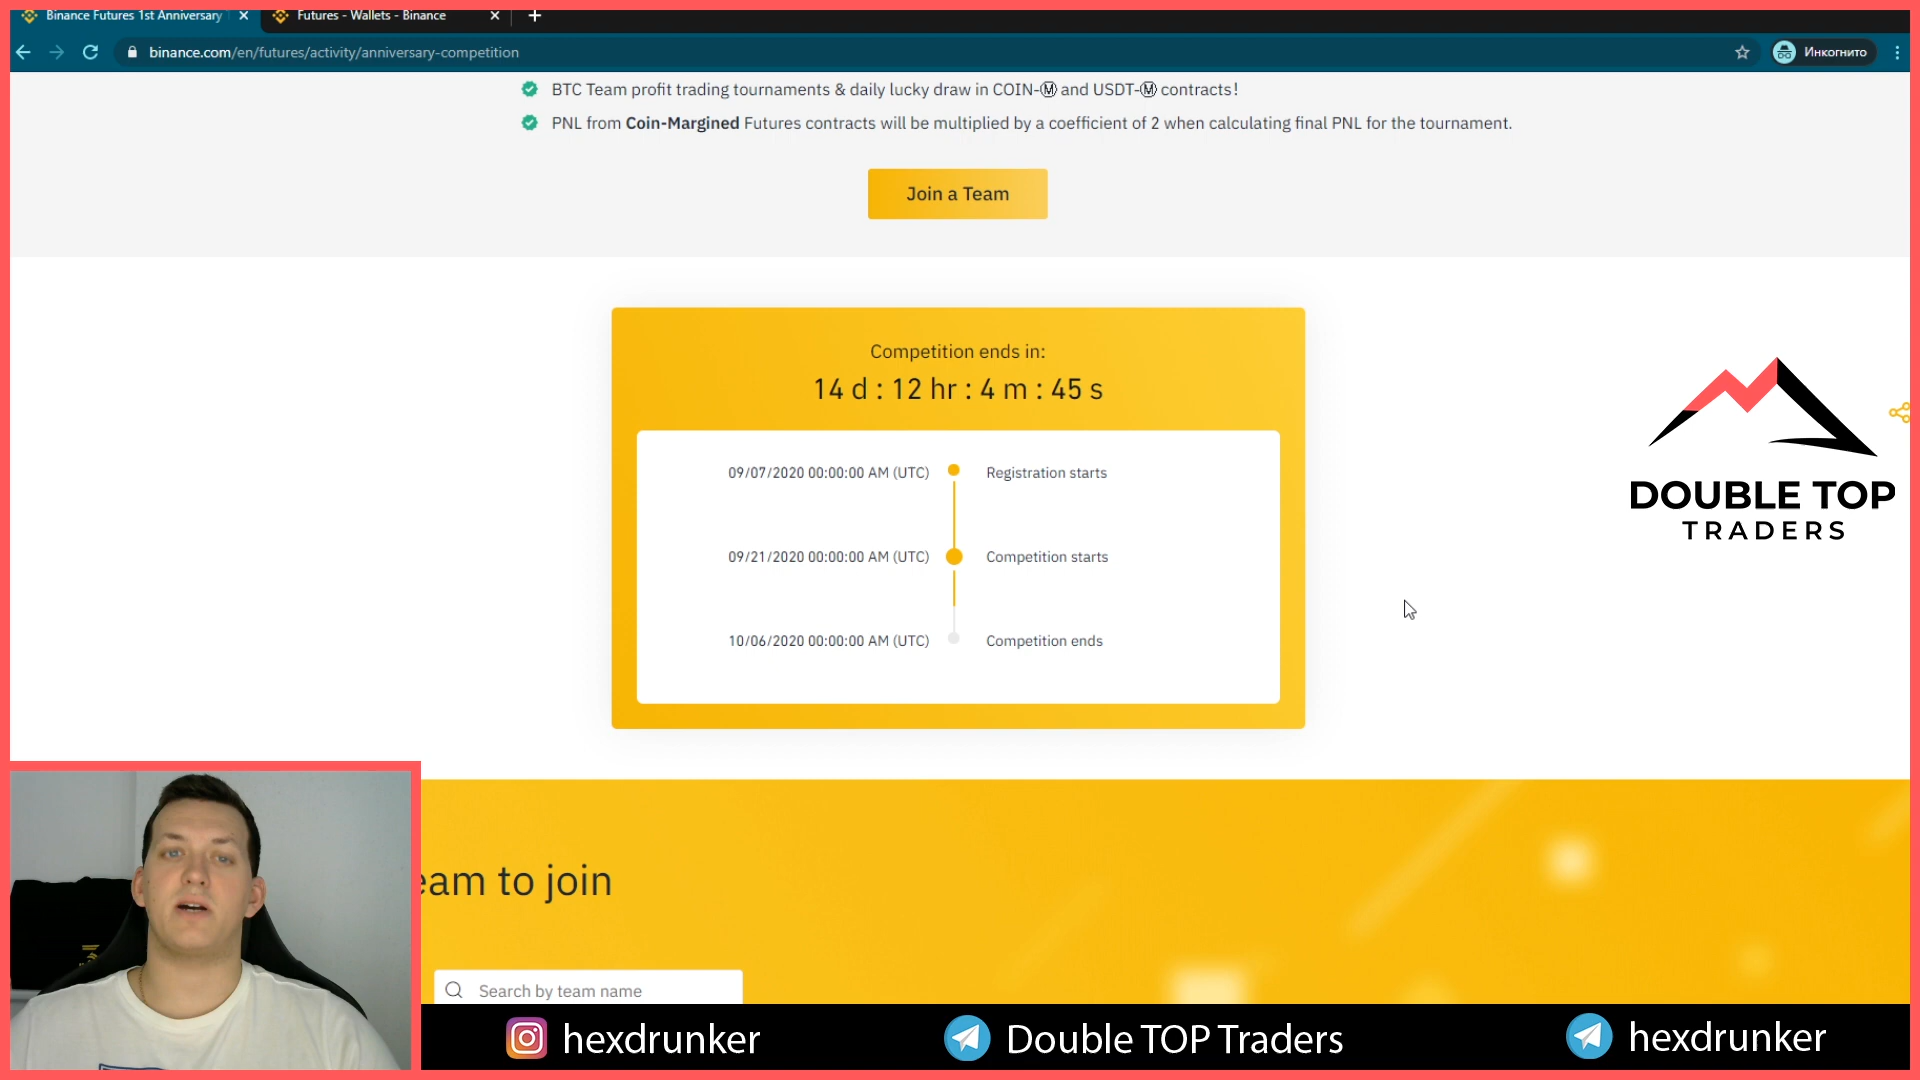 Binance Futures 1st Anniversary
Futures - Wallets - Binance
binance.com/en/futures/activity/anniversary-competition
Инкогнито
BTC Team profit trading tournaments & daily lucky draw in COIN-Ⓜ and USDT-Ⓜ contracts!
PNL from Coin-Margined Futures contracts will be multiplied by a coefficient of 2 when calculating final PNL for the tournament.
Join a Team
Competition ends in:
14 d : 12 hr : 4 m : 45 s
09/07/2020 00:00:00 AM (UTC) Registration starts
09/21/2020 00:00:00 AM (UTC) Competition starts
10/06/2020 00:00:00 AM (UTC) Competition ends
DOUBLE TOP
TRADERS
eam to join
Search by team name
hexdrunker
Double TOP Traders
hexdrunker